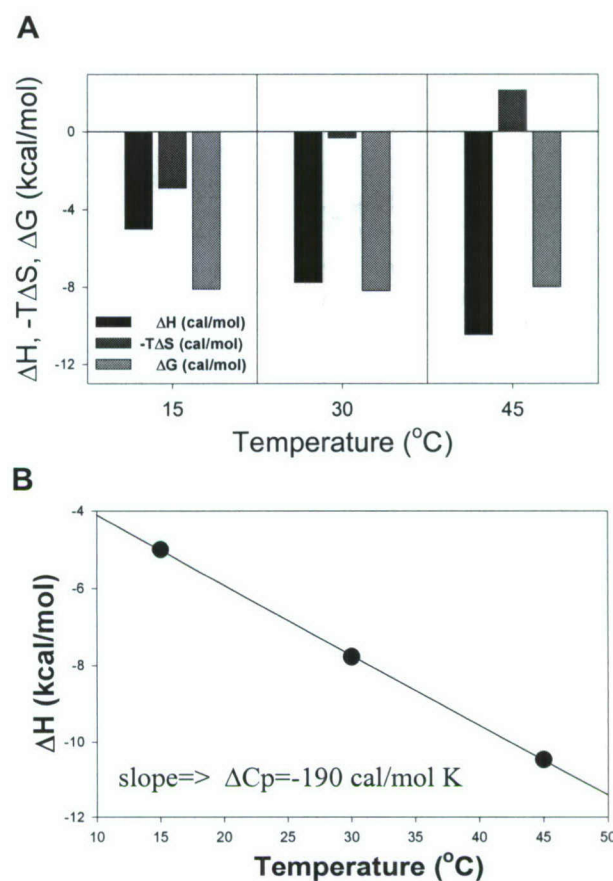 A
ΔH, -TΔS, ΔG (kcal/mol)
0
-4
-8
-12
ΔH (cal/mol)
-TΔS (cal/mol)
ΔG (cal/mol)
15
30
45
Temperature (°C)
B
ΔH (kcal/mol)
-4
-6
-8
-10
-12
slope=> ΔCp=-190 cal/mol K
10
15
20
25
30
35
40
45
50
Temperature (°C)